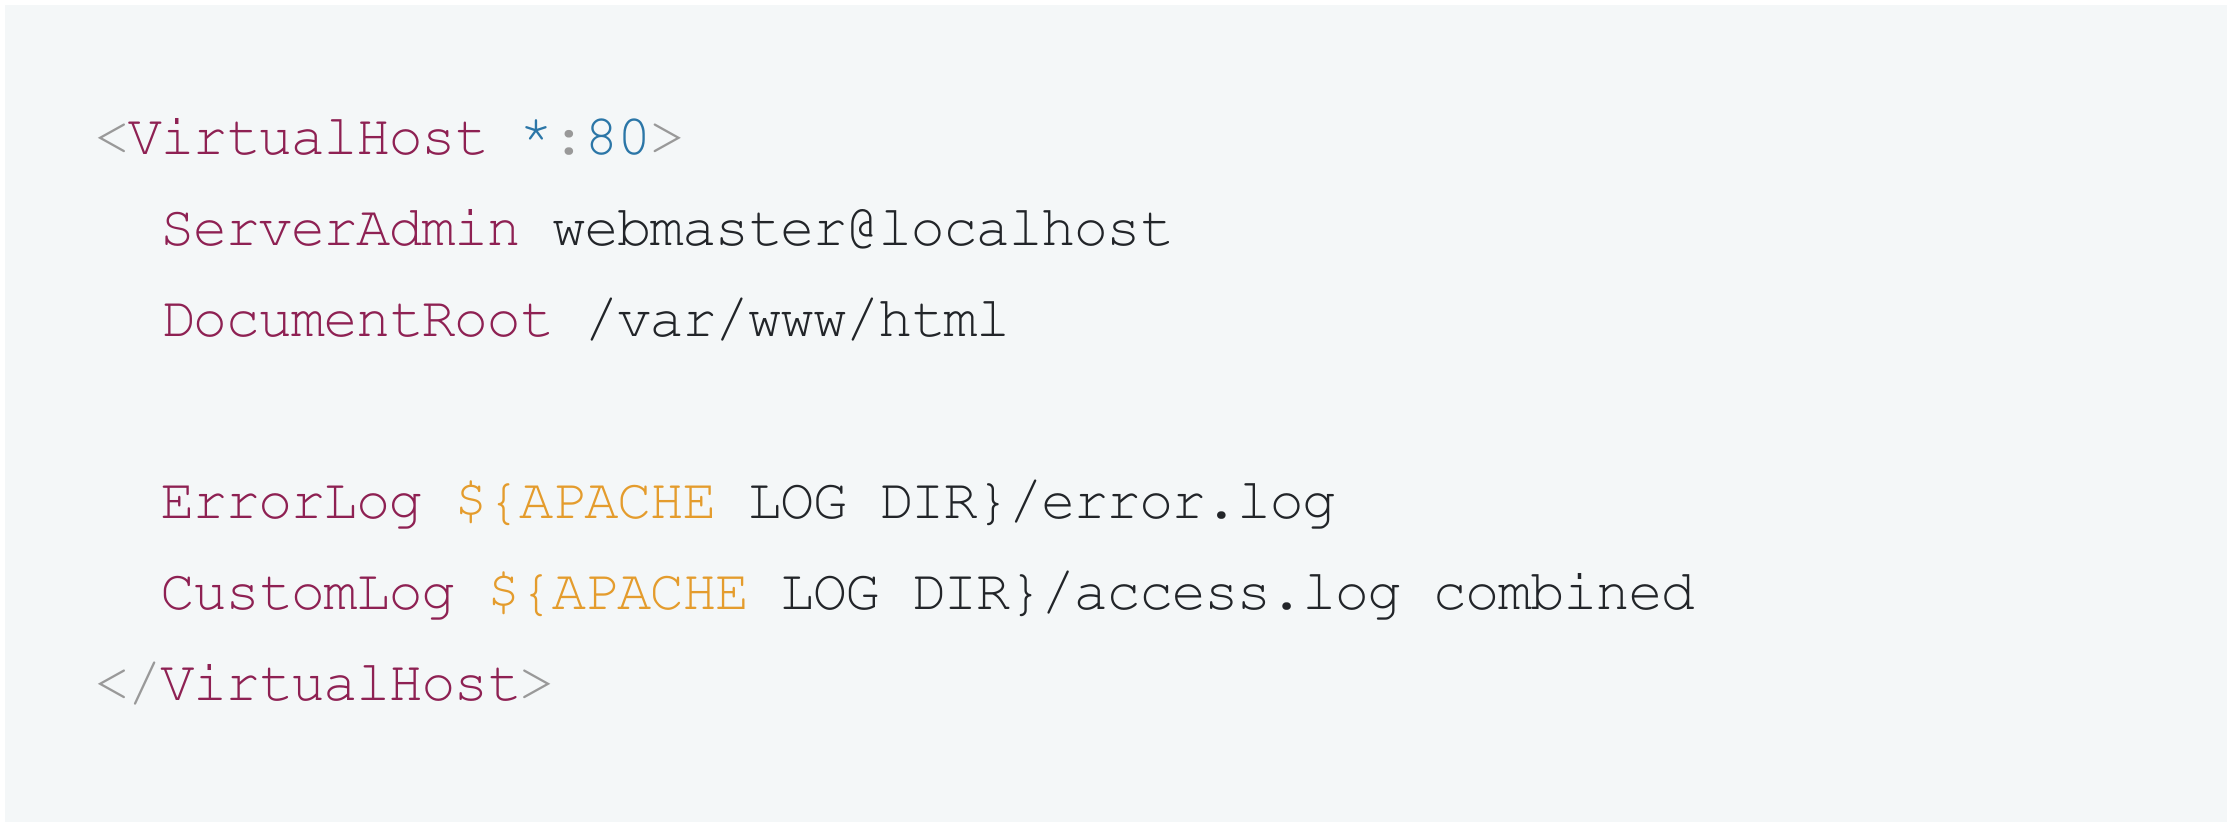 <VirtualHost *:80>
ServerAdmin webmaster@localhost
DocumentRoot /var/www/html
ErrorLog ${APACHE LOG DIR}/error.log
CustomLog ${APACHE LOG DIR}/access.log combined
</VirtualHost>